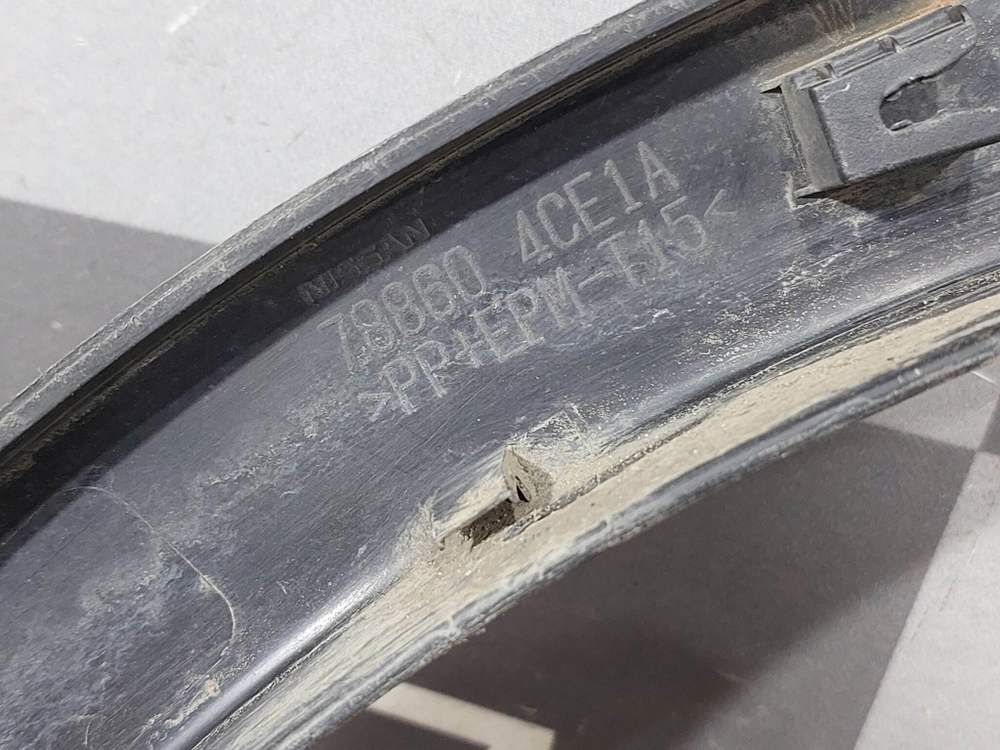 W
NISSAN
78860 4CE1A
>PP+EPM-T15<